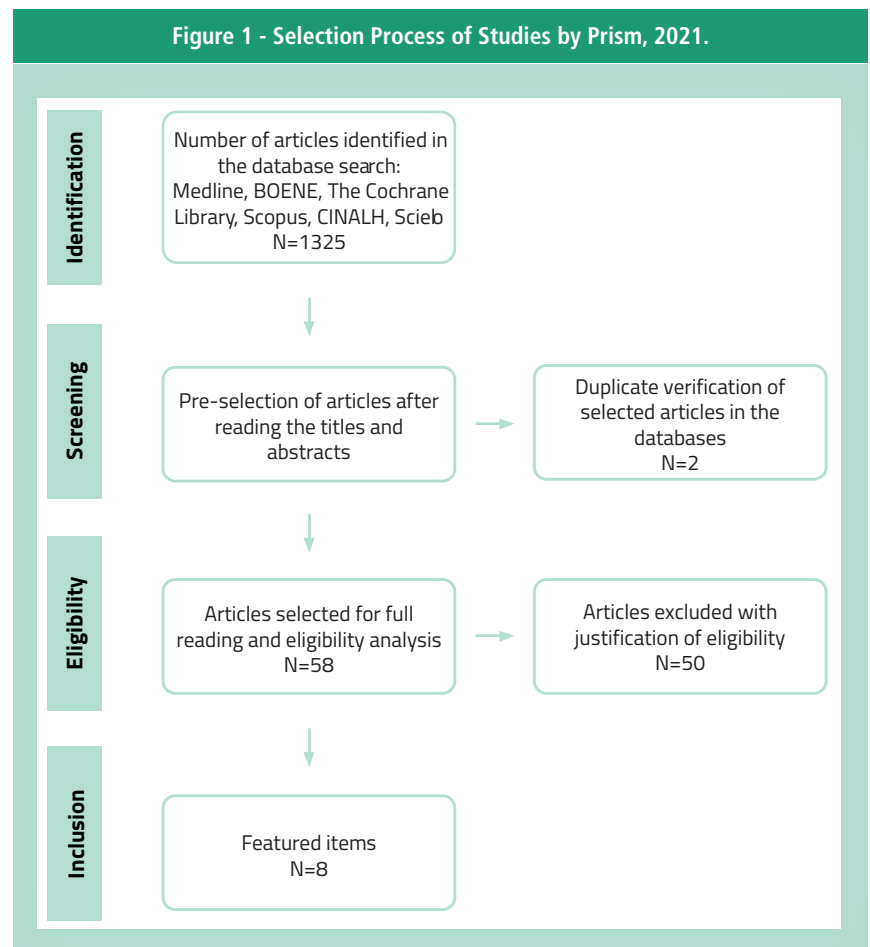 Figure 1 - Selection Process of Studies by Prism, 2021.
Identification
Number of articles identified in
the database search:
Medline, BOENE, The Cochrane
Library, Scopus, CINALH, Scieb
N=1325
Screening
Pre-selection of articles after
reading the titles and
abstracts
Duplicate verification of
selected articles in the
databases
N=2
Eligibility
Articles selected for full
reading and eligibility analysis
N=58
Articles excluded with
justification of eligibility
N=50
Inclusion
Featured items
N=8